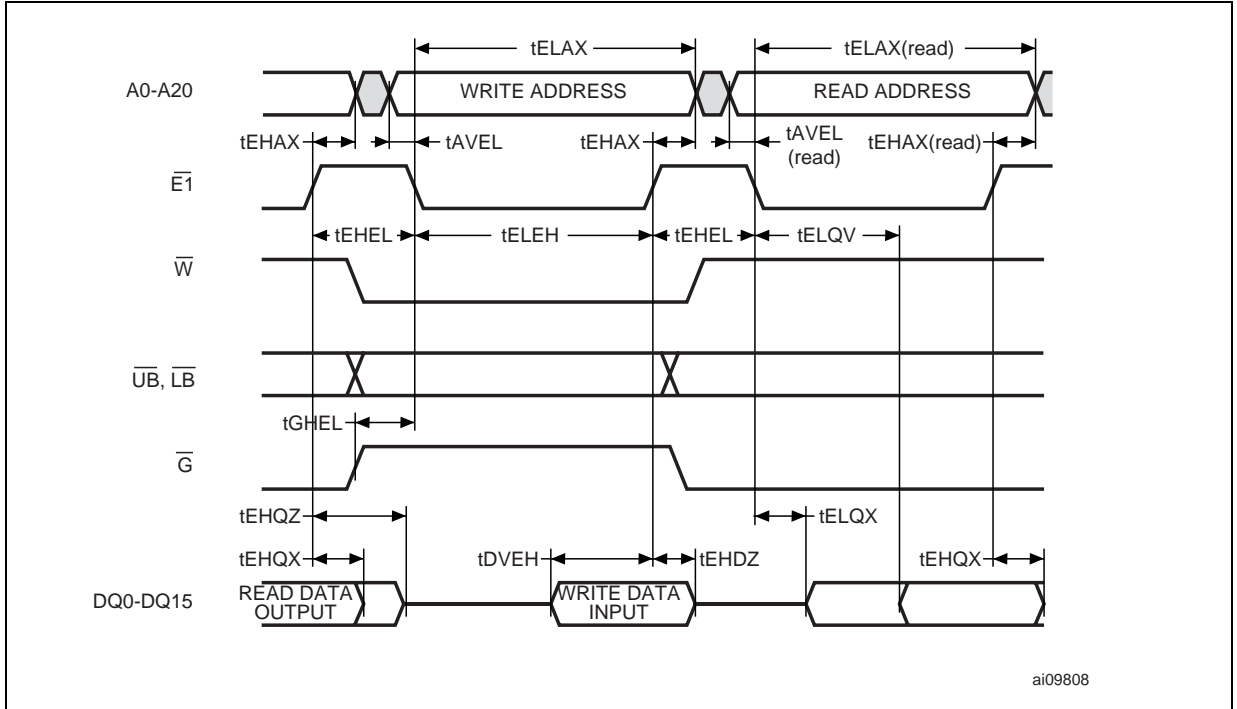 tELAX tELAX(read)
A0-A20 WRITE ADDRESS READ ADDRESS
tEHAX tAVEL tEHAX tAVEL (read) tEHAX(read)
E1
tEHEL tELEH tEHEL tELQV
W
UB, LB
tGHEL
G
tEHQZ tELQX
tEHQX tDVEH tEHDZ tEHQX
DQ0-DQ15 READ DATA OUTPUT WRITE DATA INPUT
ai09808